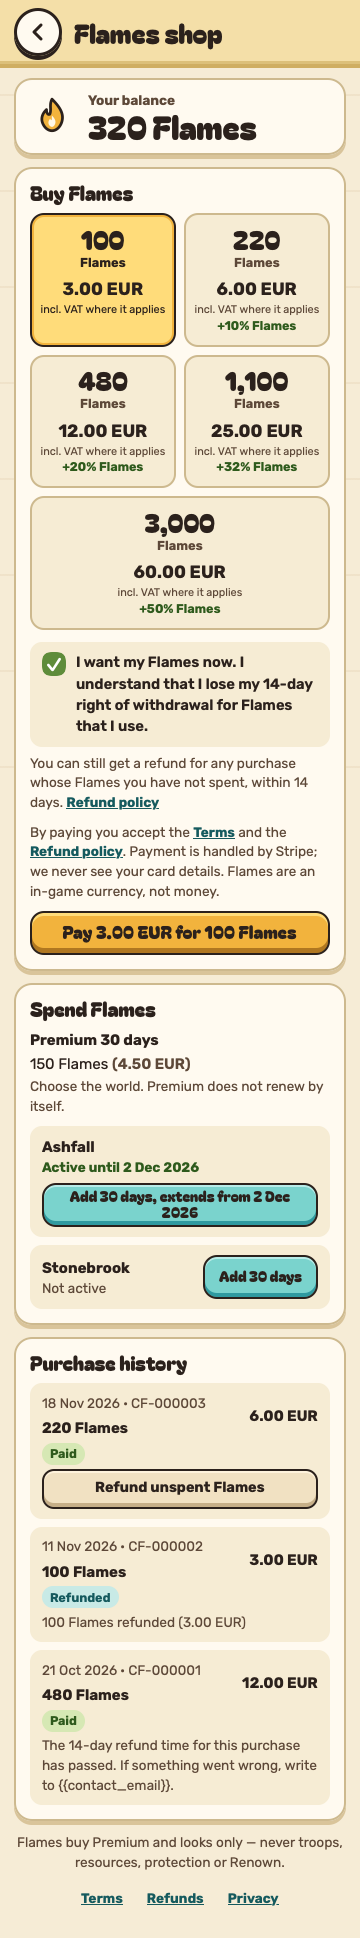 Flames shop
Your balance
320 Flames
Buy Flames
100
Flames
3.00 EUR
incl. VAT where it applies
220
Flames
6.00 EUR
incl. VAT where it applies
+10% Flames
480
Flames
12.00 EUR
incl. VAT where it applies
+20% Flames
1,100
Flames
25.00 EUR
incl. VAT where it applies
+32% Flames
3,000
Flames
60.00 EUR
incl. VAT where it applies
+50% Flames
I want my Flames now. I
understand that I lose my 14-day
right of withdrawal for Flames
that I use.
You can still get a refund for any purchase
whose Flames you have not spent, within 14
days. Refund policy
By paying you accept the Terms and the
Refund policy. Payment is handled by Stripe;
we never see your card details. Flames are an
in-game currency, not money.
Pay 3.00 EUR for 100 Flames
Spend Flames
Premium 30 days
150 Flames (4.50 EUR)
Choose the world. Premium does not renew by
itself.
Ashfall
Active until 2 Dec 2026
Add 30 days, extends from 2 Dec
2026
Stonebrook
Not active
Add 30 days
Purchase history
18 Nov 2026 • CF-000003
220 Flames
6.00 EUR
Paid
Refund unspent Flames
11 Nov 2026 • CF-000002
100 Flames
3.00 EUR
Refunded
100 Flames refunded (3.00 EUR)
21 Oct 2026 • CF-000001
480 Flames
12.00 EUR
Paid
The 14-day refund time for this purchase
has passed. If something went wrong, write
to {{contact_email}}.
Flames buy Premium and looks only — never troops,
resources, protection or Renown.
Terms Refunds Privacy